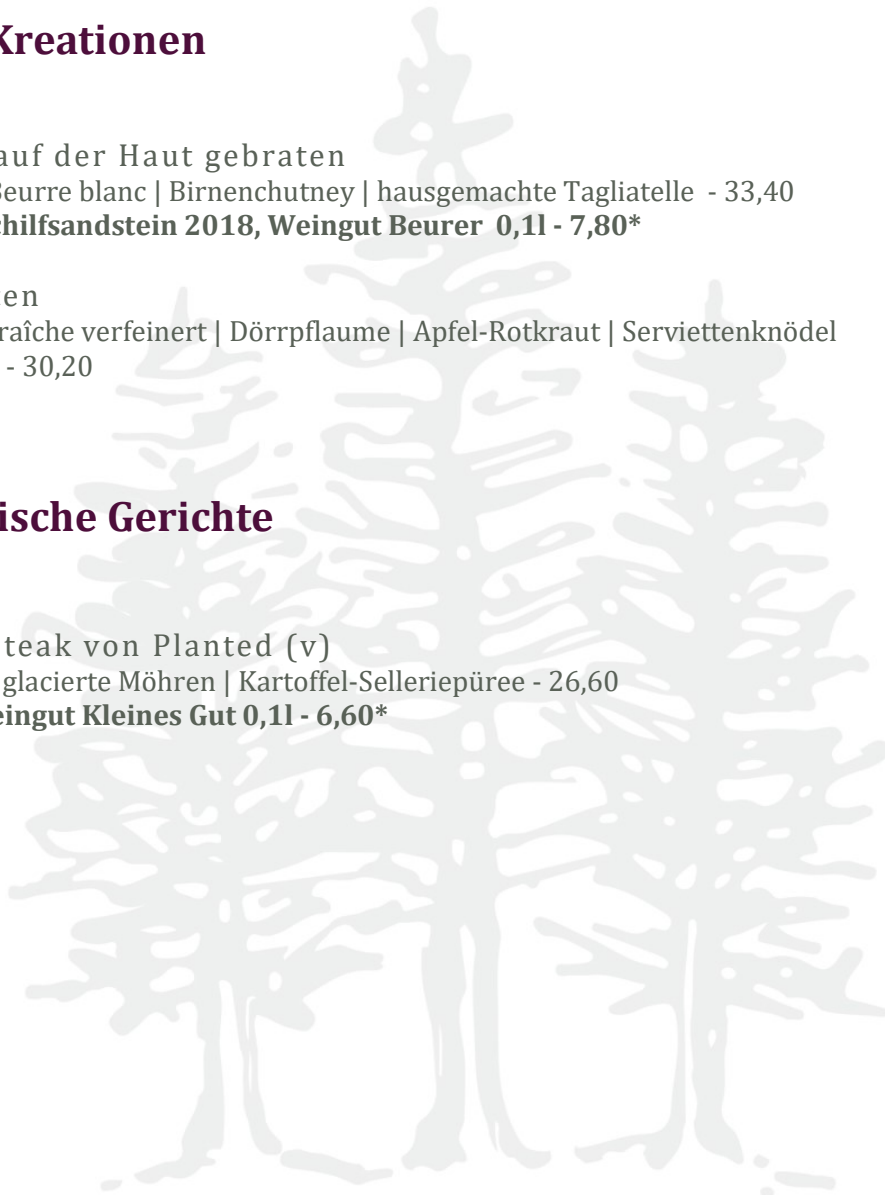 Kreationen
auf der Haut gebraten
Beurre blanc | Birnenchutney | hausgemachte Tagliatelle - 33,40
chilfsandstein 2018, Weingut Beurer 0,1l - 7,80*
en
raîche verfeinert | Dörrpflaume | Apfel-Rotkraut | Serviettenknödel
- 30,20
ische Gerichte
teak von Planted (v)
glacierte Möhren | Kartoffel-Selleriepüree - 26,60
eingut Kleines Gut 0,1l - 6,60*